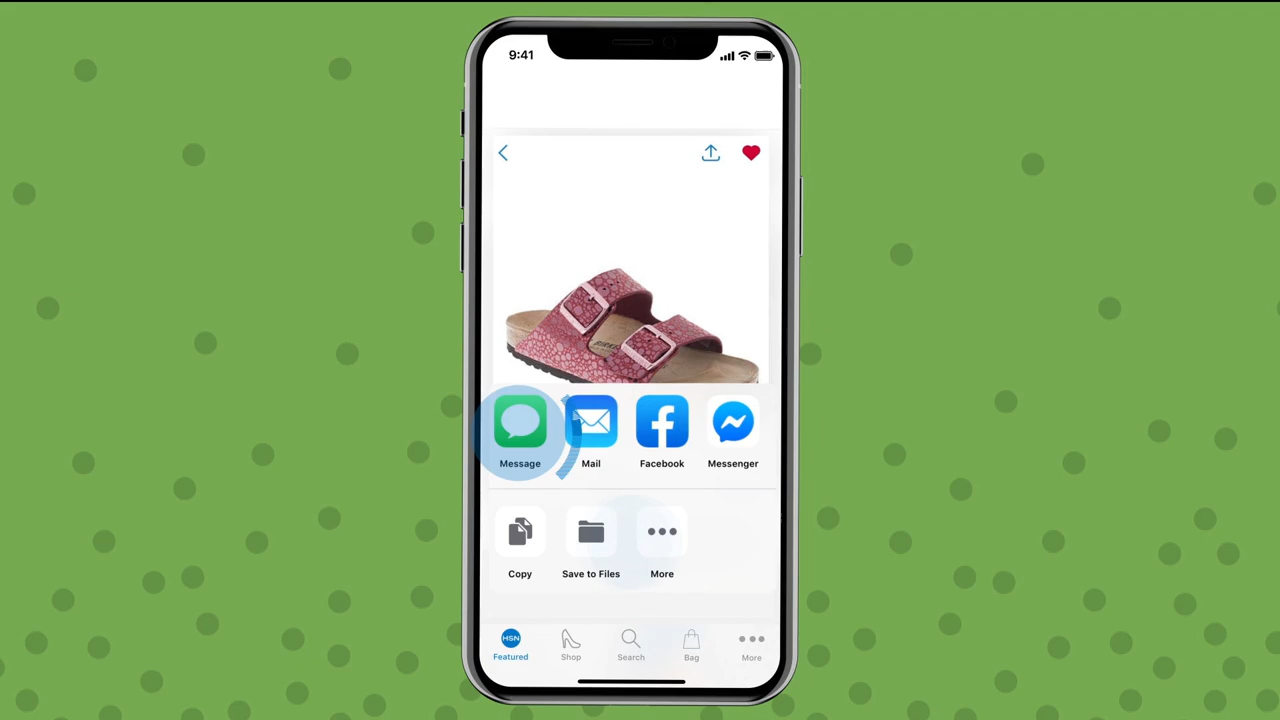 9:41
Message Mail Facebook Messenger
Copy Save to Files More
HSN
Featured Shop Search Bag More